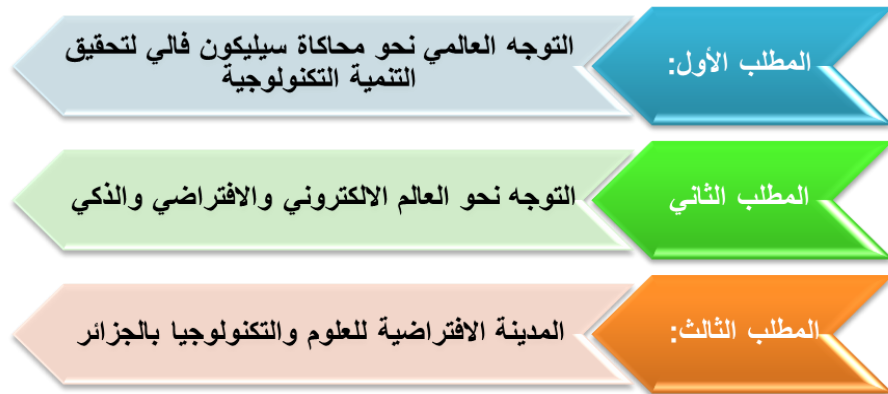 المطلب الأول:
التوجه العالمي نحو محاكاة سيليكون فالي لتحقيق
التنمية التكنولوجية
المطلب الثاني
التوجه نحو العالم الالكتروني والافتراضي والذكي
المطلب الثالث:
المدينة الافتراضية للعلوم والتكنولوجيا بالجزائر